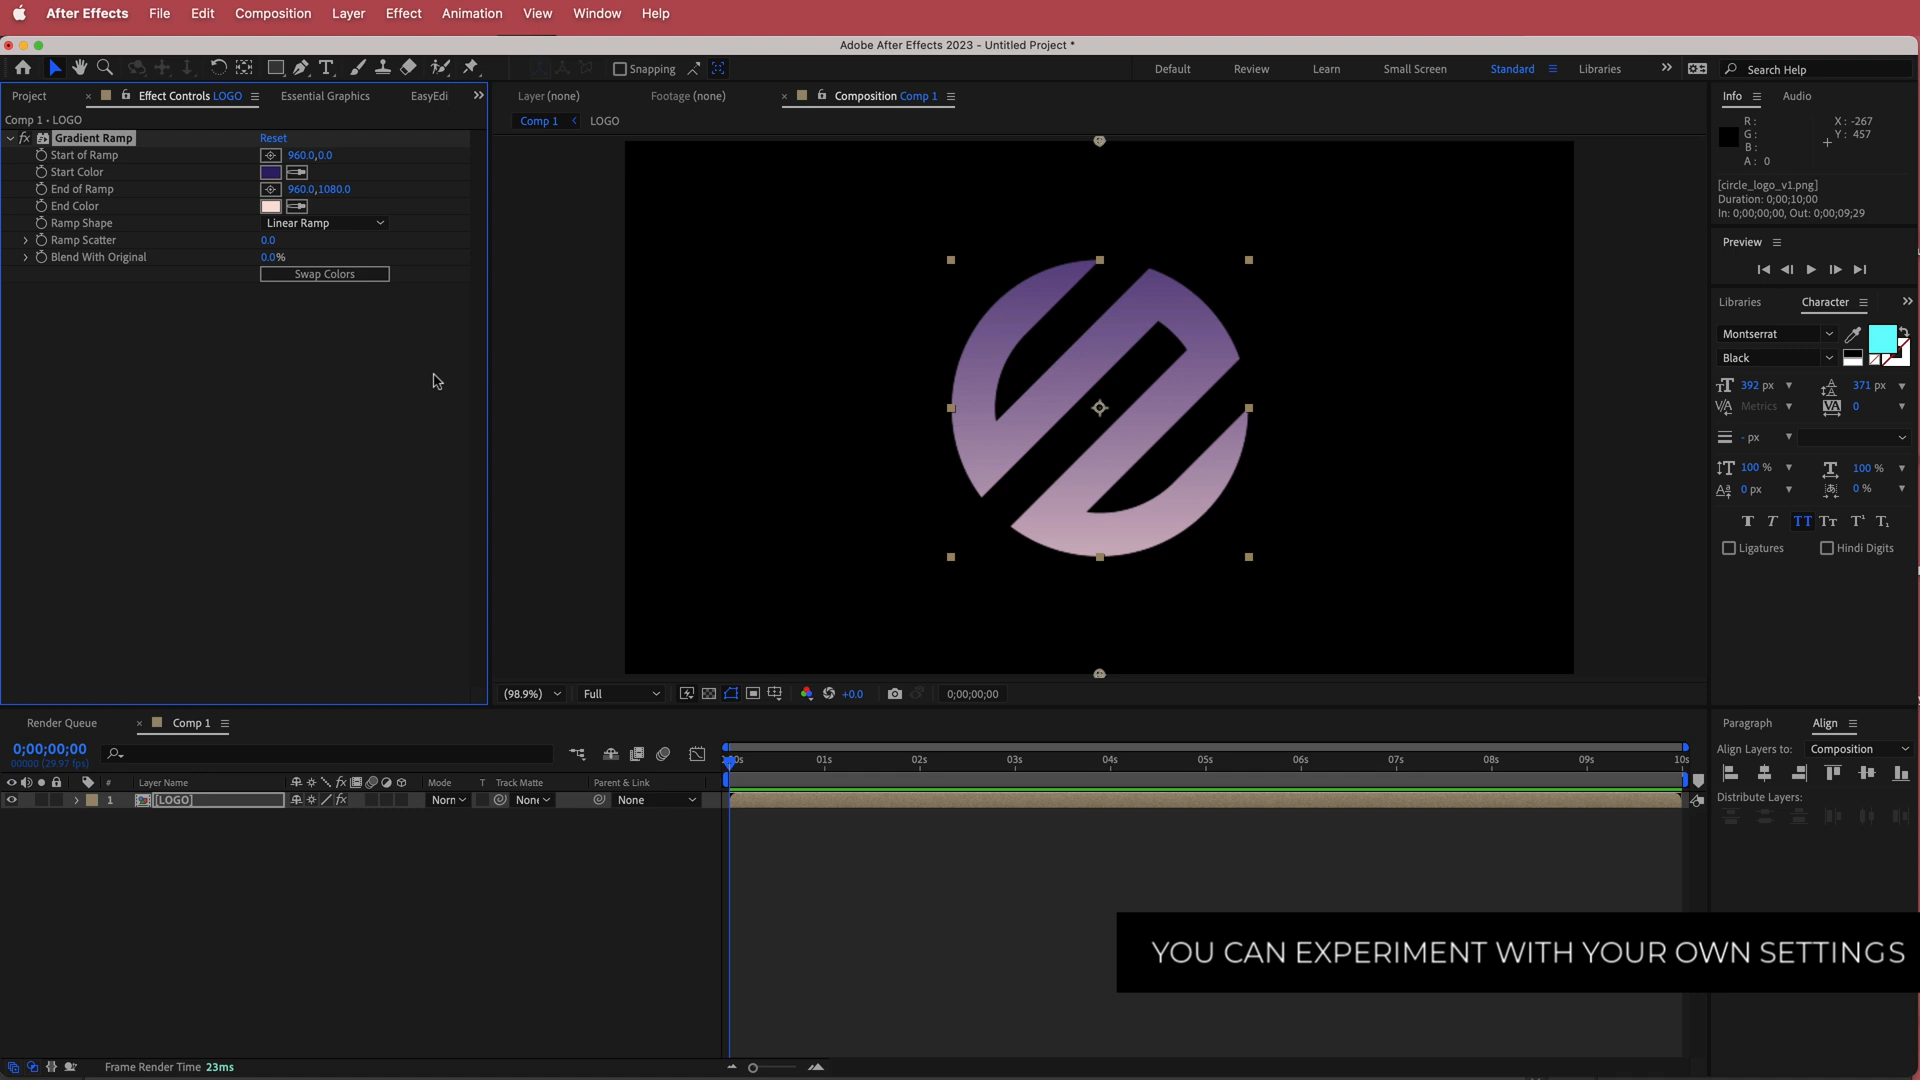 After Effects File Edit Composition Layer Effect Animation View Window Help
Adobe After Effects 2023 - Untitled Project *
Snapping Default Review Learn Small Screen Standard Libraries Search Help
Project Effect Controls LOGO Essential Graphics EasyEdi
Layer (none) Footage (none) Composition Comp 1
Info Audio
Comp 1 • LOGO
Comp 1 LOGO
Gradient Ramp Reset
Start of Ramp 960.0,0.0
Start Color
End of Ramp 960.0,1080.0
End Color
Ramp Shape Linear Ramp
Ramp Scatter 0.0
Blend With Original 0.0%
Swap Colors
R: X: -267
G: Y: 457
B:
A: 0
[circle_logo_v1.png]
Duration: 0;00;10;00
In: 0;00;00;00, Out: 0;00;09;29
Preview
Libraries Character
Montserrat
Black
392 px 371 px
Metrics 0
- px
100 % 100 %
0 px 0 %
Ligatures Hindi Digits
(98.9%) Full +0.0 0;00;00;00
Render Queue Comp 1
0;00;00;00
00000 (29.97 fps)
# Layer Name Mode T Track Matte Parent & Link
1 [LOGO] Norr None None
01s 02s 03s 04s 05s 06s 07s 08s 09s 10s
Paragraph Align
Align Layers to: Composition
Distribute Layers:
YOU CAN EXPERIMENT WITH YOUR OWN SETTINGS
Frame Render Time 23ms